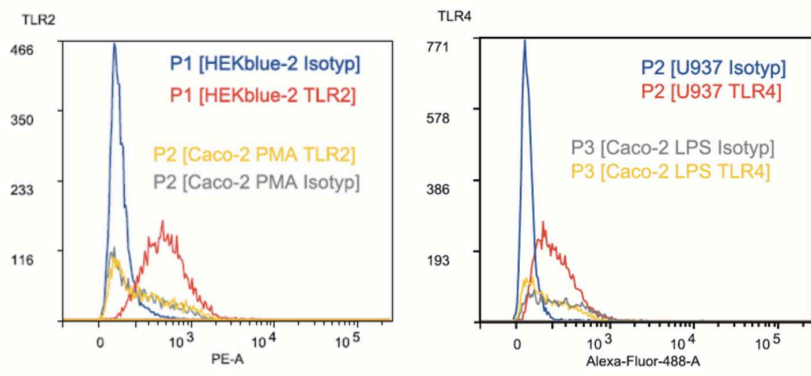 TLR2
466
350
233
116
P1 [HEKblue-2 Isotyp]
P1 [HEKblue-2 TLR2]
P2 [Caco-2 PMA TLR2]
P2 [Caco-2 PMA Isotyp]
0
10³
10⁴
10⁵
PE-A
TLR4
771
578
386
193
P2 [U937 Isotyp]
P2 [U937 TLR4]
P3 [Caco-2 LPS Isotyp]
P3 [Caco-2 LPS TLR4]
0
10³
10⁴
10⁵
Alexa-Fluor-488-A